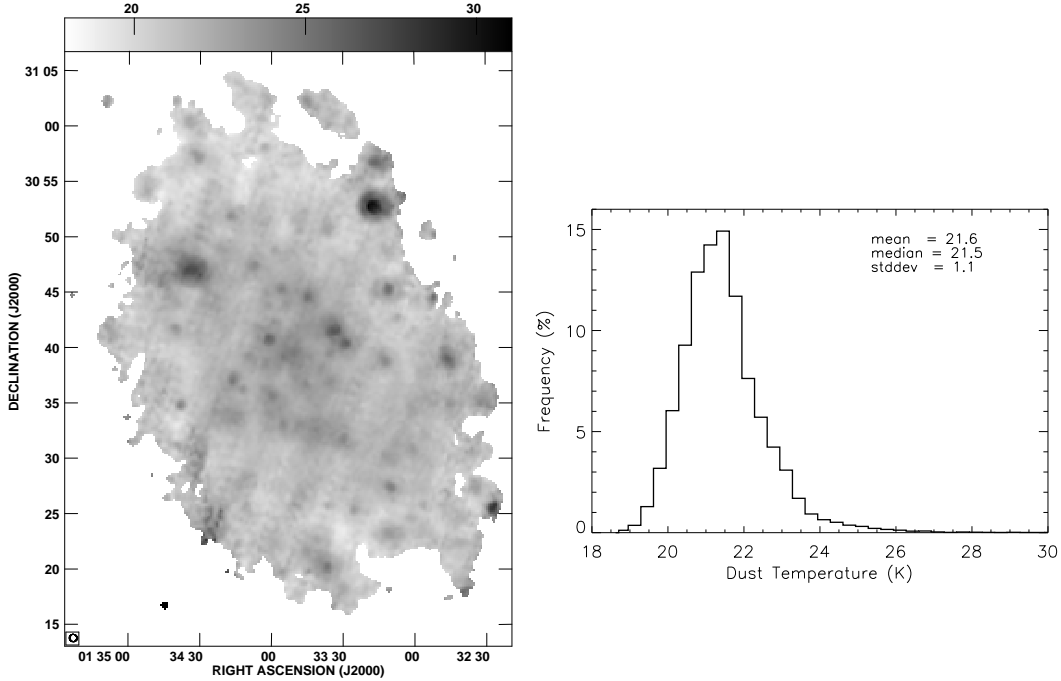 20 25 30
31 05
00
30 55
50
45
40
35
30
25
20
15
DECLINATION (J2000)
01 35 00 34 30 00 33 30 00 32 30
RIGHT ASCENSION (J2000)
15
10
5
0
Frequency (%)
mean = 21.6
median = 21.5
stddev = 1.1
18 20 22 24 26 28 30
Dust Temperature (K)